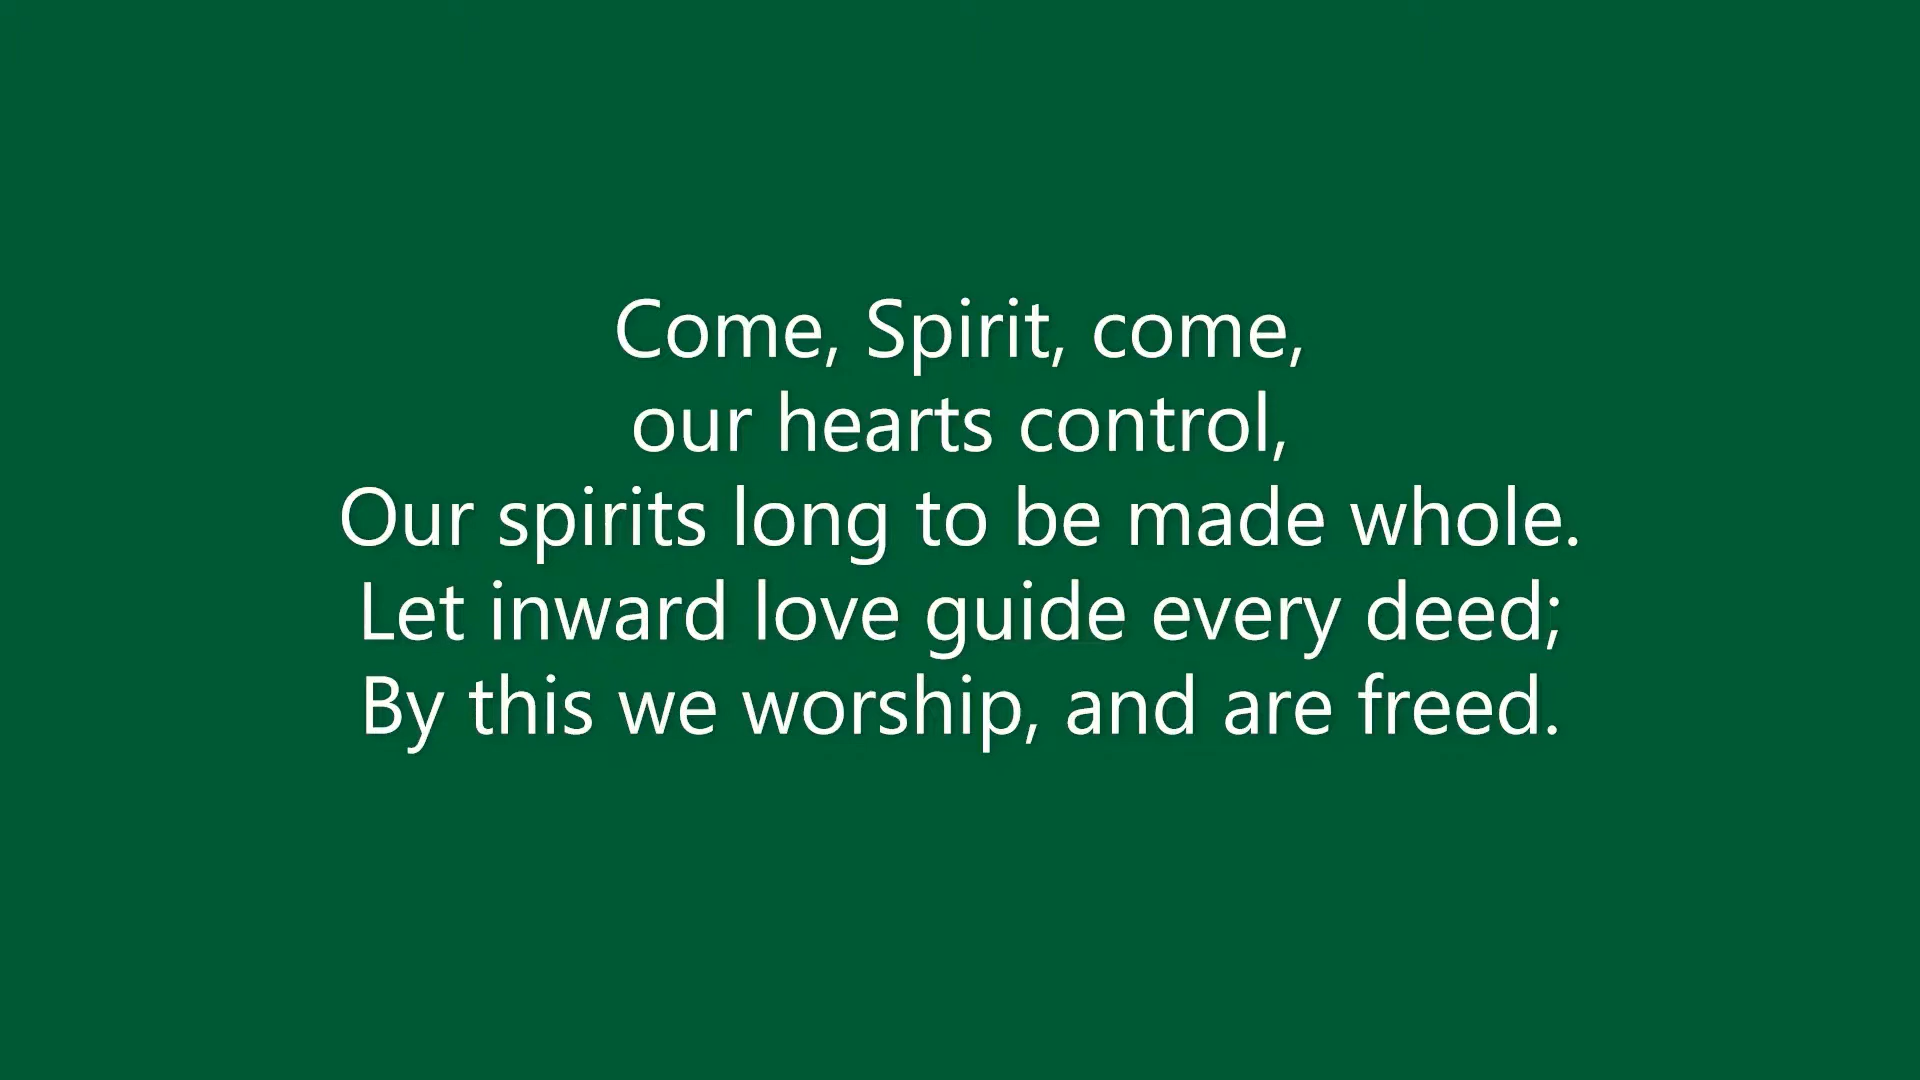 Come, Spirit, come,
our hearts control,
Our spirits long to be made whole.
Let inward love guide every deed;
By this we worship, and are freed.